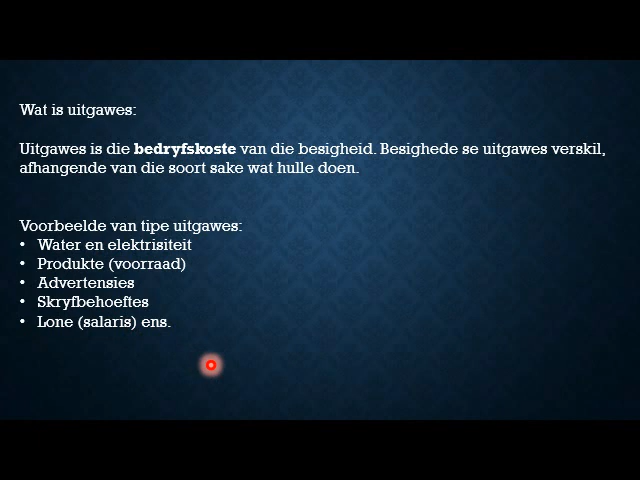 Wat is uitgawes:
Uitgawes is die bedryfskoste van die besigheid. Besighede se uitgawes verskil,
afhangende van die soort sake wat hulle doen.
Voorbeelde van tipe uitgawes:
• Water en elektrisiteit
• Produkte (voorraad)
• Advertensies
• Skryfbehoeftes
• Lone (salaris) ens.